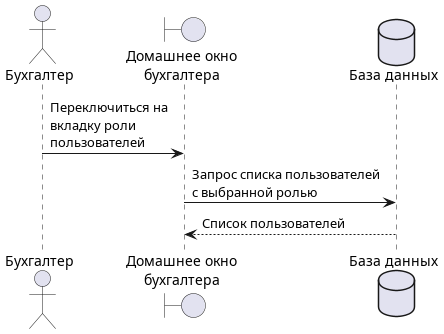 Бухгалтер
Домашнее окно
бухгалтера
База данных
Переключиться на
вкладку роли
пользователей
Запрос списка пользователей
с выбранной ролью
Список пользователей
Бухгалтер
Домашнее окно
бухгалтера
База данных